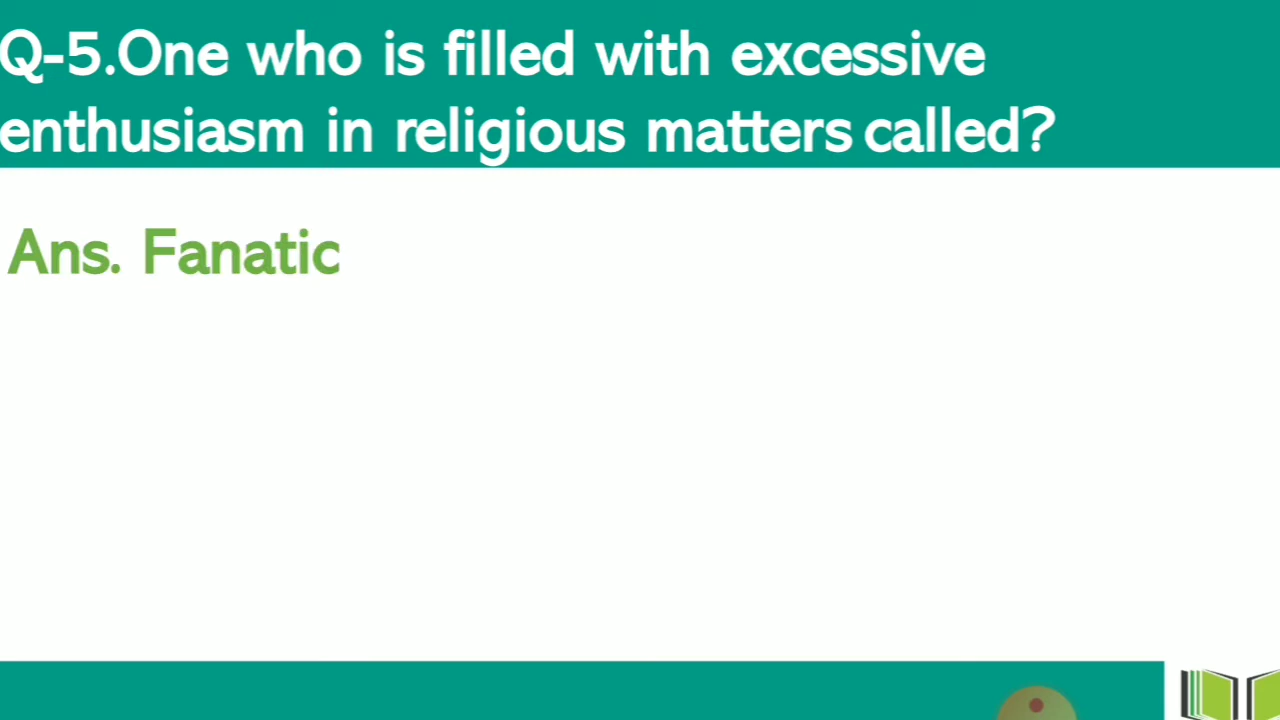 Q-5.One who is filled with excessive
enthusiasm in religious matters called?
Ans. Fanatic